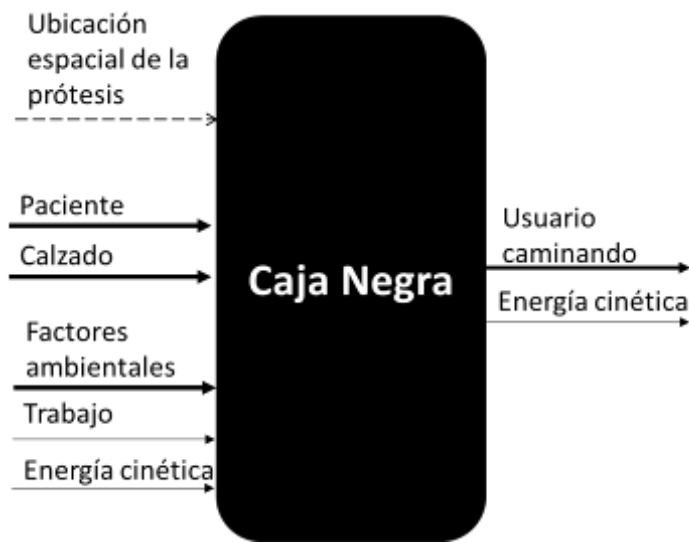 Ubicación
espacial de la
prótesis
Paciente
Calzado
Factores
ambientales
Trabajo
Energía cinética
Caja Negra
Usuario
caminando
Energía cinética